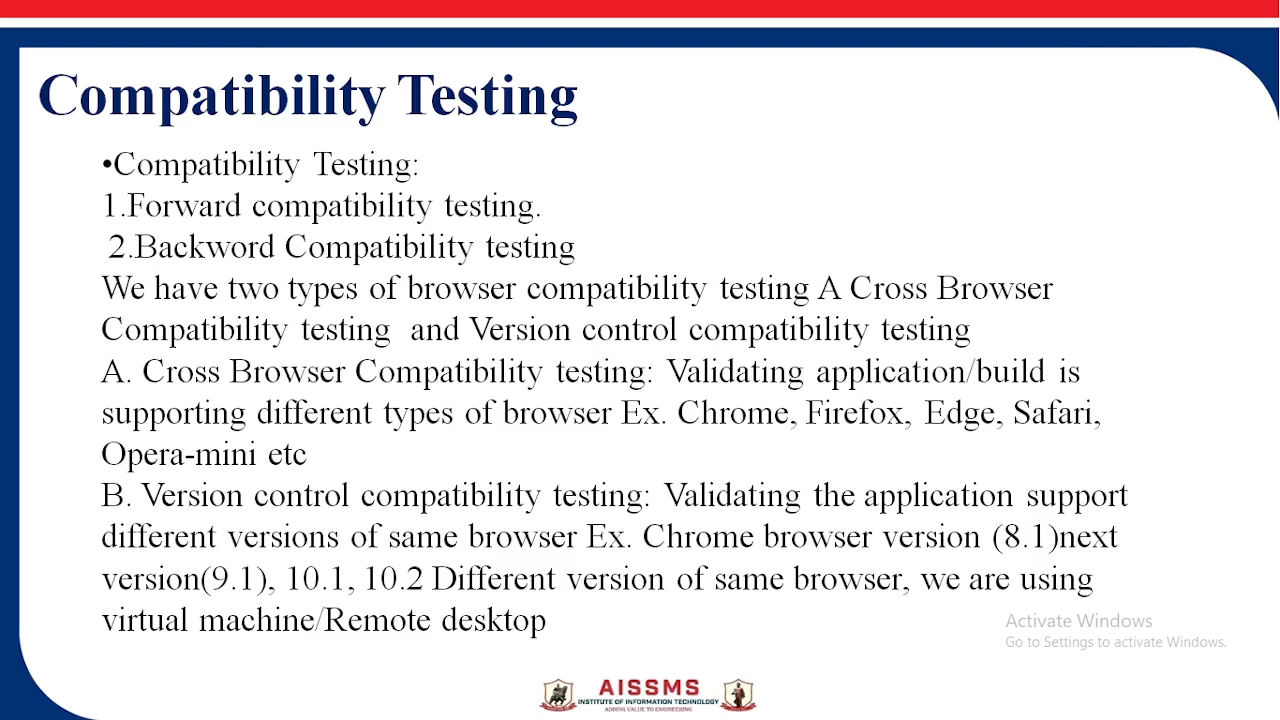 Compatibility Testing
•Compatibility Testing:
1.Forward compatibility testing.
2.Backword Compatibility testing
We have two types of browser compatibility testing A Cross Browser
Compatibility testing and Version control compatibility testing
A. Cross Browser Compatibility testing: Validating application/build is
supporting different types of browser Ex. Chrome, Firefox, Edge, Safari,
Opera-mini etc
B. Version control compatibility testing: Validating the application support
different versions of same browser Ex. Chrome browser version (8.1)next
version(9.1), 10.1, 10.2 Different version of same browser, we are using
virtual machine/Remote desktop
Activate Windows
Go to Settings to activate Windows.
AISSMS
INSTITUTE OF INFORMATION TECHNOLOGY
ADDING VALUE TO ENGINEERING